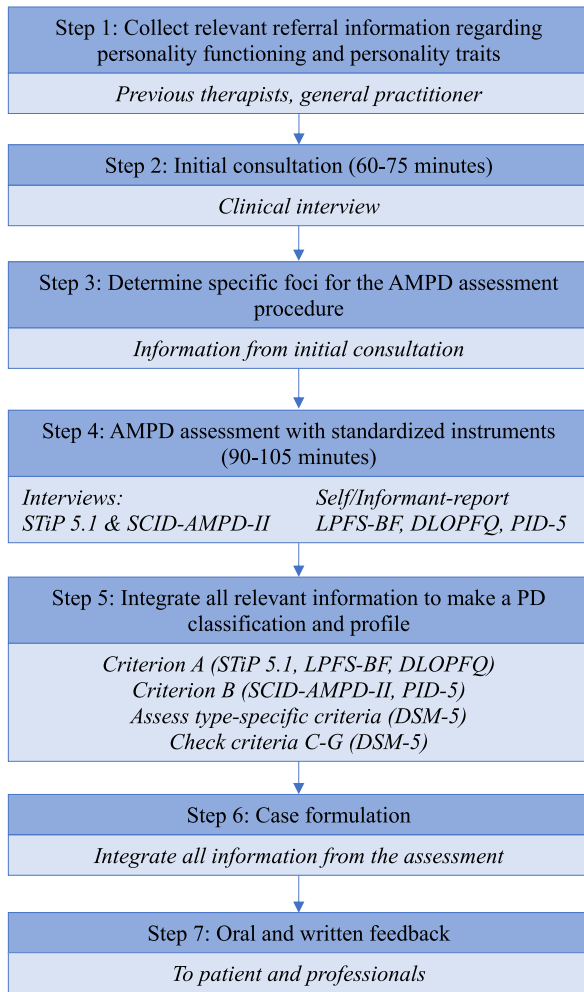 Step 1: Collect relevant referral information regarding
personality functioning and personality traits
Previous therapists, general practitioner
Step 2: Initial consultation (60-75 minutes)
Clinical interview
Step 3: Determine specific foci for the AMPD assessment
procedure
Information from initial consultation
Step 4: AMPD assessment with standardized instruments
(90-105 minutes)
Interviews:
STiP 5.1 & SCID-AMPD-II
Self/Informant-report
LPFS-BF, DLOPFQ, PID-5
Step 5: Integrate all relevant information to make a PD
classification and profile
Criterion A (STiP 5.1, LPFS-BF, DLOPFQ)
Criterion B (SCID-AMPD-II, PID-5)
Assess type-specific criteria (DSM-5)
Check criteria C-G (DSM-5)
Step 6: Case formulation
Integrate all information from the assessment
Step 7: Oral and written feedback
To patient and professionals